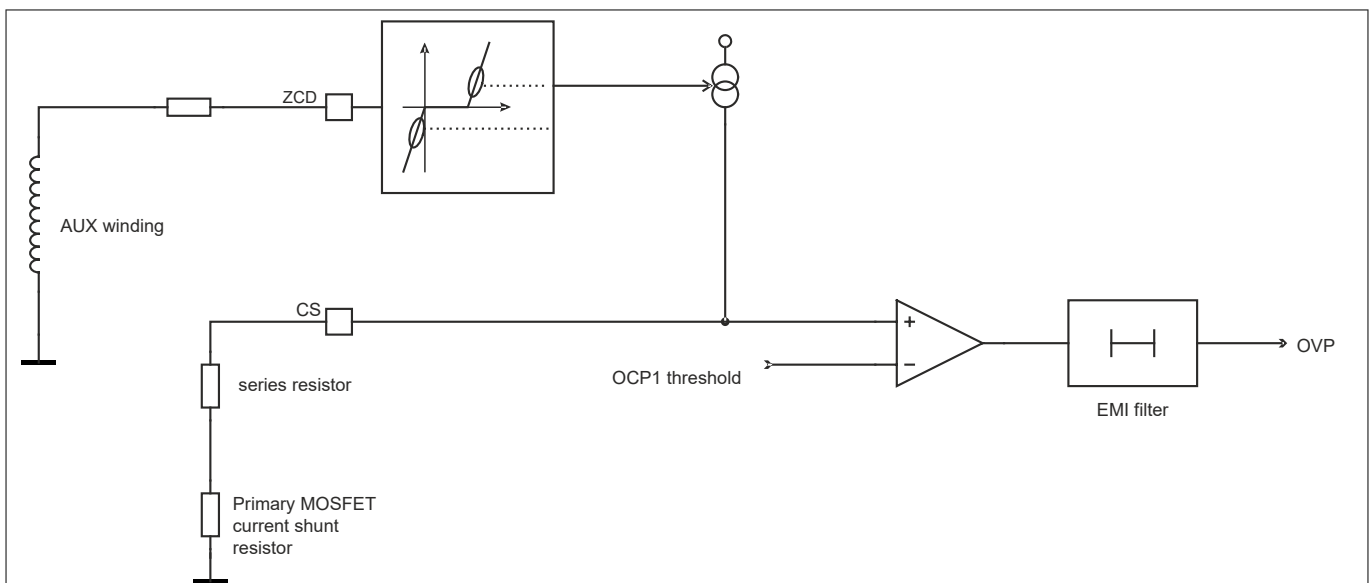 ZCD
AUX winding
CS
series resistor
OCP1 threshold
+
−
OVP
EMI filter
Primary MOSFET
current shunt
resistor